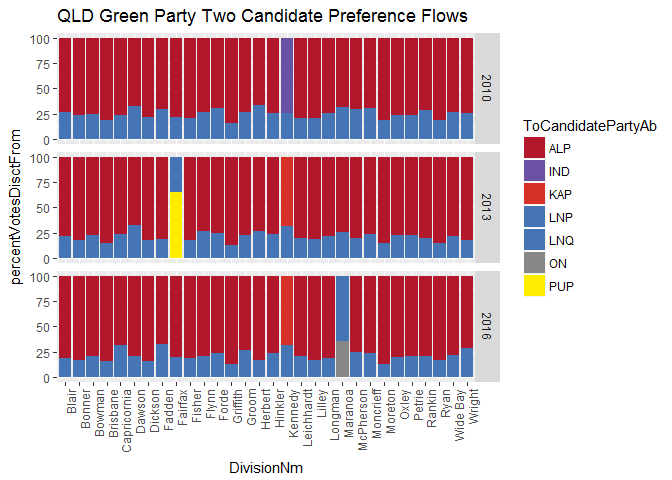 QLD Green Party Two Candidate Preference Flows
percentVotesDisctFrom
100
75
50
25
0
2010
100
75
50
25
0
2013
100
75
50
25
0
2016
Blair
Bonner
Bowman
Brisbane
Capricornia
Dawson
Dickson
Fadden
Fairfax
Fisher
Flynn
Forde
Griffith
Groom
Herbert
Hinkler
Kennedy
Leichhardt
Lilley
Longman
Maranoa
McPherson
Moncrieff
Moreton
Oxley
Petrie
Rankin
Ryan
Wide Bay
Wright
DivisionNm
ToCandidatePartyAb
ALP
IND
KAP
LNP
LNQ
ON
PUP